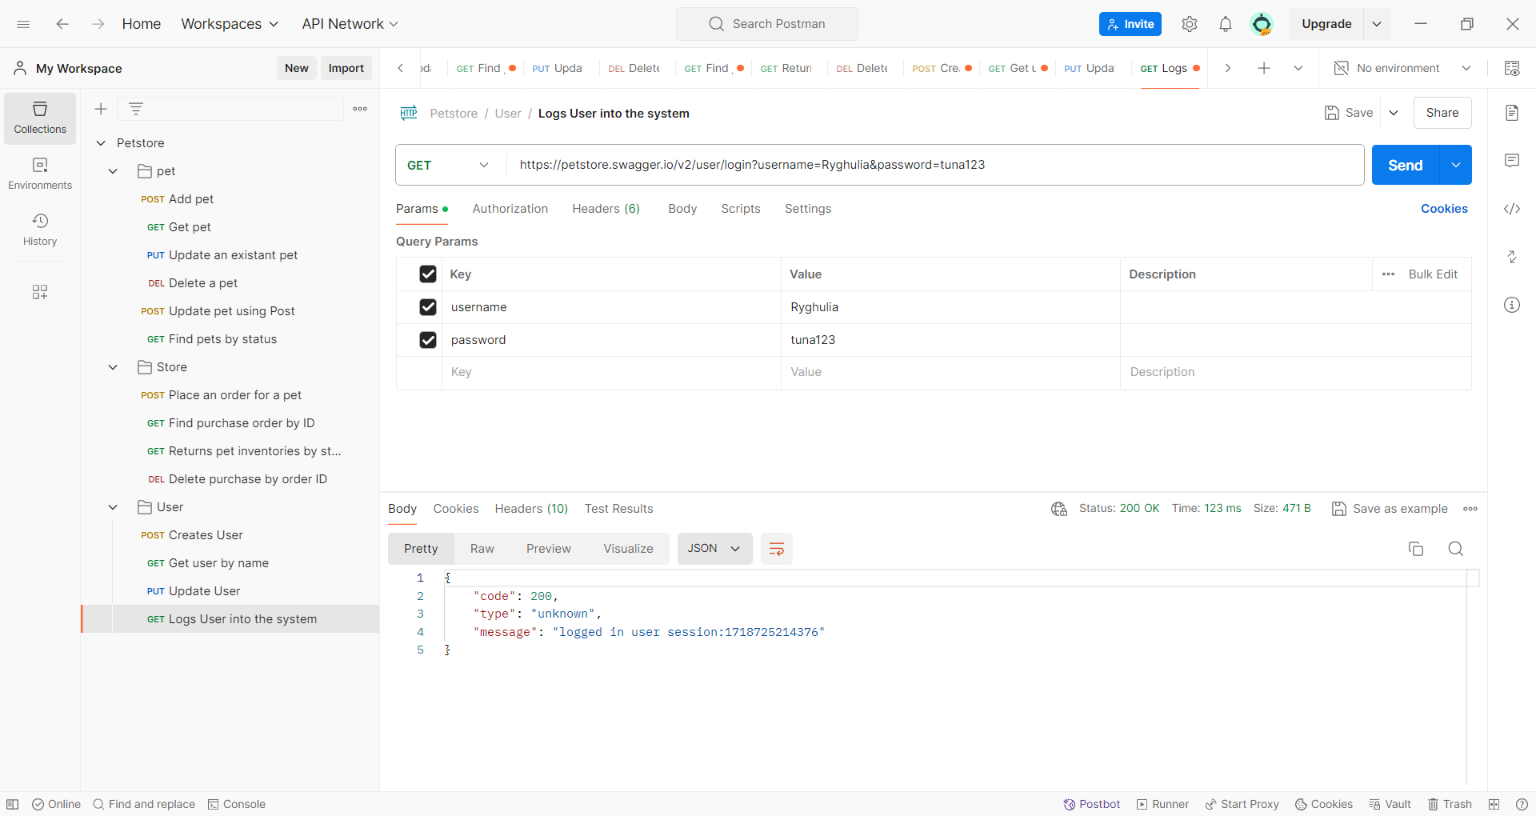 Home Workspaces API Network Search Postman Invite Upgrade
My Workspace New Import
GET Find PUT Upda DEL Delete GET Find GET Return DEL Delete POST Cre GET Get PUT Upda GET Logs No environment
Collections
Environments
History
Petstore
pet
POST Add pet
GET Get pet
PUT Update an existant pet
DEL Delete a pet
POST Update pet using Post
GET Find pets by status
Store
POST Place an order for a pet
GET Find purchase order by ID
GET Returns pet inventories by st...
DEL Delete purchase by order ID
User
POST Creates User
GET Get user by name
PUT Update User
GET Logs User into the system
HTTP Petstore / User / Logs User into the system Save Share
GET https://petstore.swagger.io/v2/user/login?username=Ryghulia&password=tuna123 Send
Params Authorization Headers (6) Body Scripts Settings Cookies
Query Params
Key Value Description Bulk Edit
username Ryghulia
password tuna123
Key Value Description
Body Cookies Headers (10) Test Results Status: 200 OK Time: 123 ms Size: 471 B Save as example
Pretty Raw Preview Visualize JSON
1 {
2 "code": 200,
3 "type": "unknown",
4 "message": "logged in user session:1718725214376"
5 }
Online Find and replace Console Postbot Runner Start Proxy Cookies Vault Trash